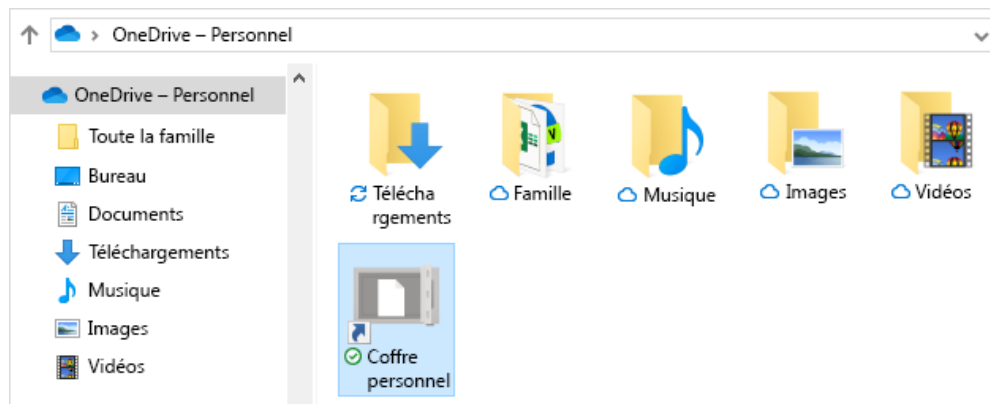 OneDrive – Personnel
OneDrive – Personnel
Toute la famille
Bureau
Documents
Téléchargements
Musique
Images
Vidéos
Télécha
rgements
Famille
Musique
Images
Vidéos
Coffre
personnel